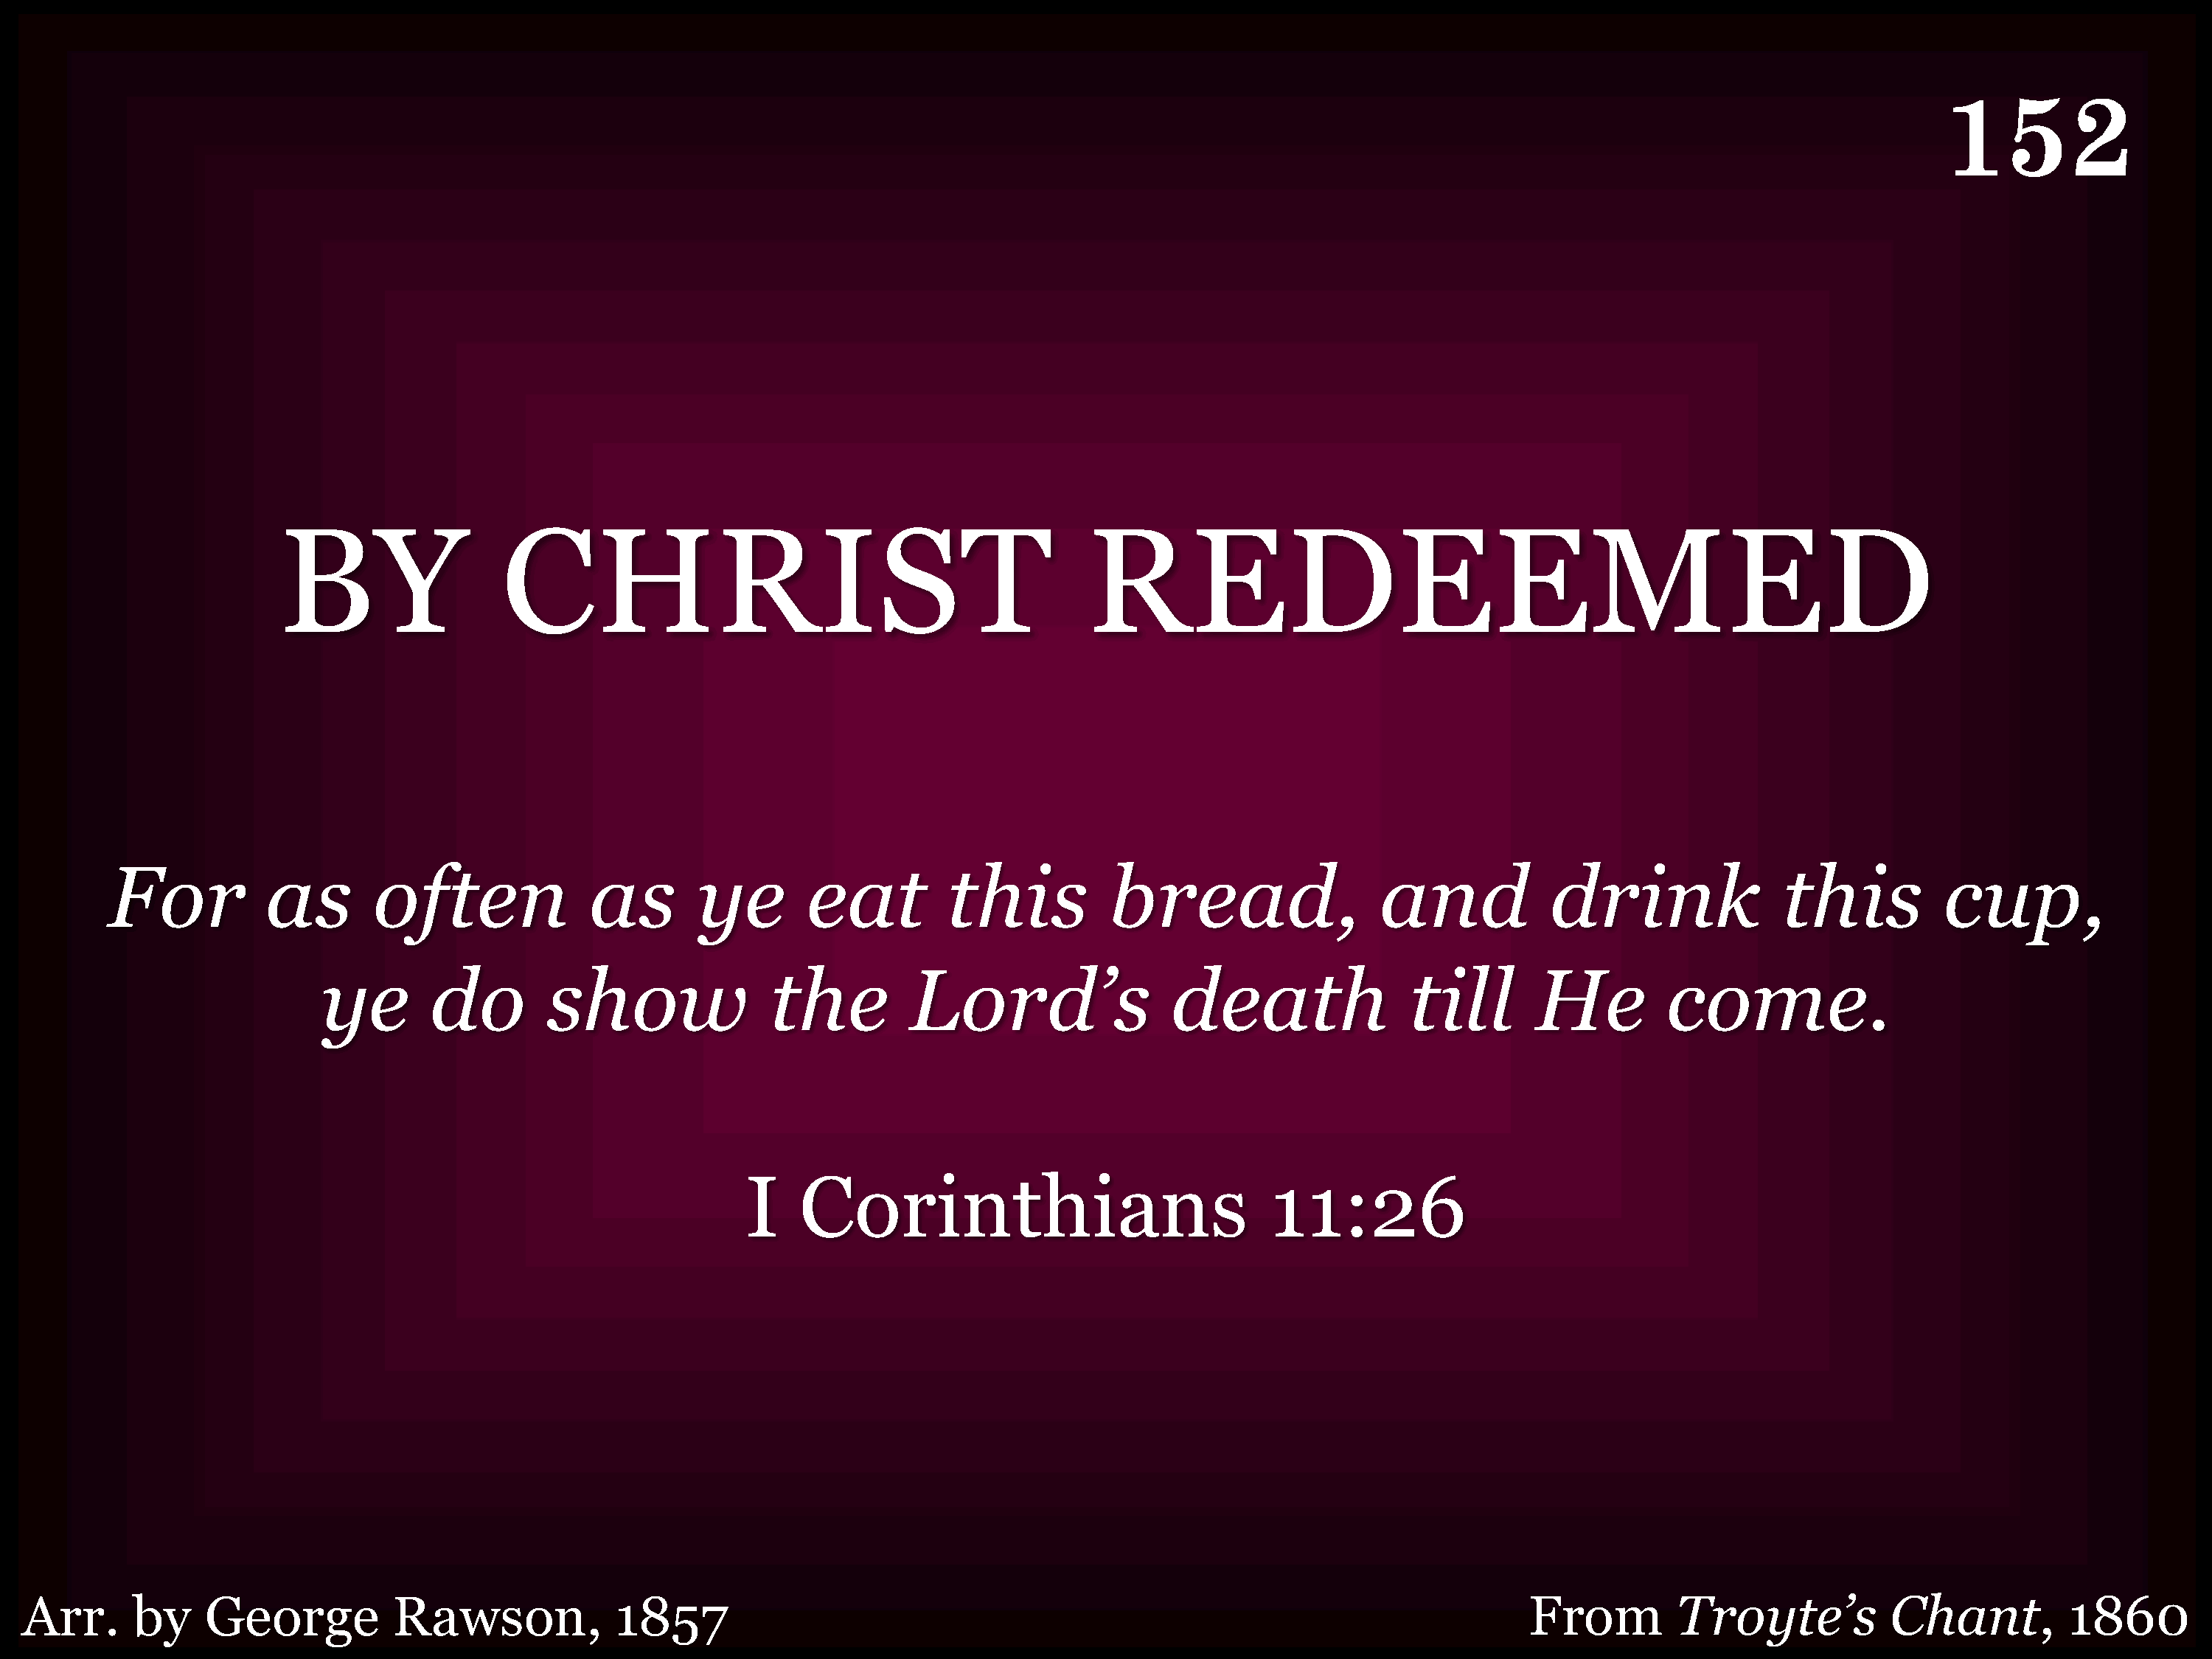 152
BY CHRIST REDEEMED
For as often as ye eat this bread, and drink this cup,
ye do show the Lord’s death till He come.
I Corinthians 11:26
Arr. by George Rawson, 1857
From Troyte’s Chant, 1860